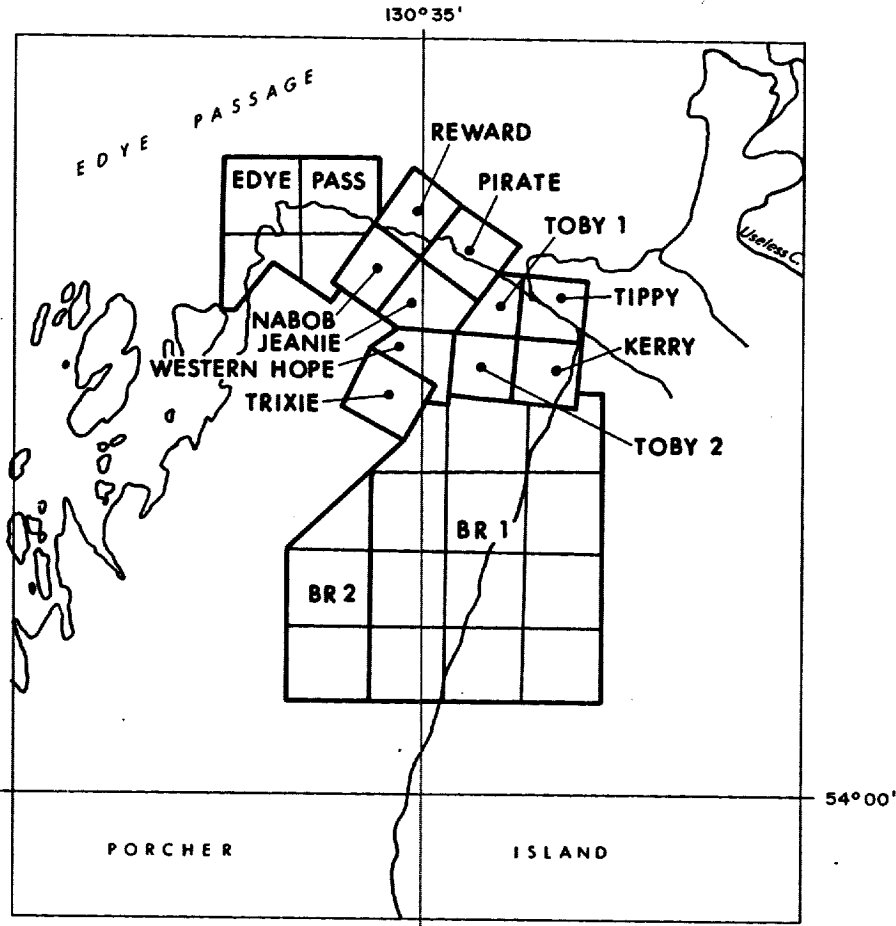 130° 35'
EDYE PASSAGE
REWARD
EDYE PASS
PIRATE
TOBY 1
Useless C.
TIPPY
NABOB
JEANIE
KERRY
WESTERN HOPE
TRIXIE
TOBY 2
BR 1
BR 2
54° 00'
PORCHER ISLAND